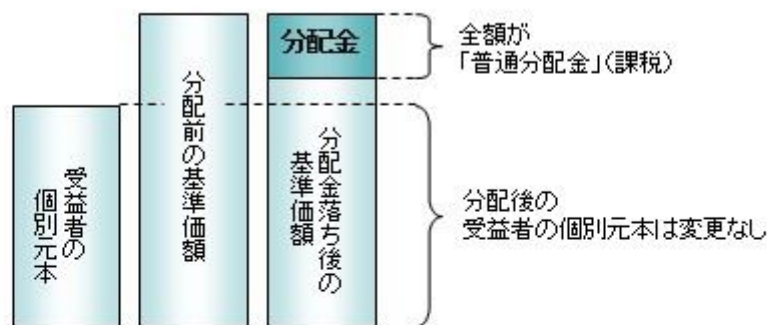 受益者の
個別元本
分配前の基準価額
分配金
分配金落ち後の
基準価額
全額が
「普通分配金」(課税)
分配後の
受益者の個別元本は変更なし